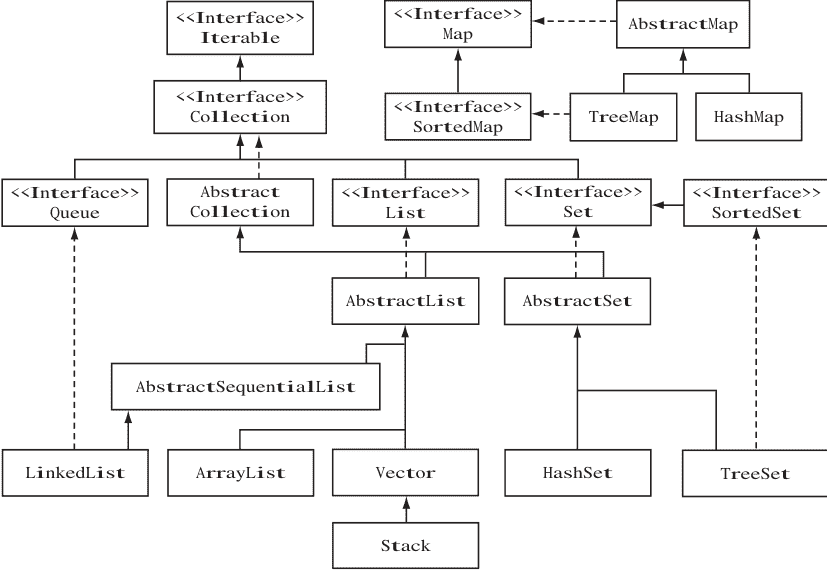 <<Interface>>
Iterable
<<Interface>>
Map
AbstractMap
<<Interface>>
Collection
<<Interface>>
SortedMap
TreeMap
HashMap
<<Interface>>
Queue
Abstract
Collection
<<Interface>>
List
<<Interface>>
Set
<<Interface>>
SortedSet
AbstractList
AbstractSet
AbstractSequentialList
LinkedList
ArrayList
Vector
HashSet
TreeSet
Stack